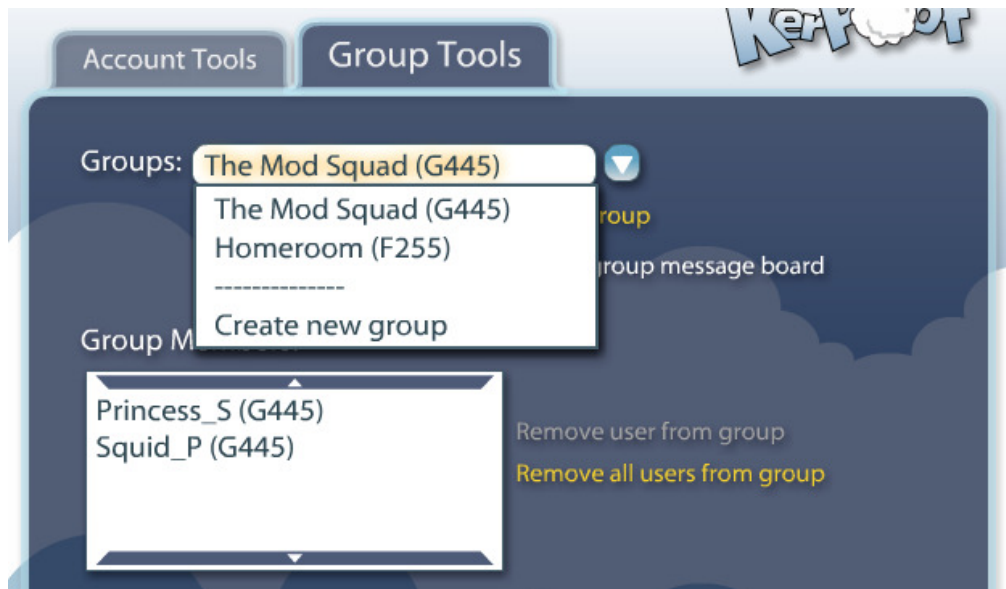 KerPoof
Account Tools
Group Tools
Groups: The Mod Squad (G445)
The Mod Squad (G445)
Homeroom (F255)
--------------
Create new group
roup
group message board
Group M
Princess_S (G445)
Squid_P (G445)
Remove user from group
Remove all users from group